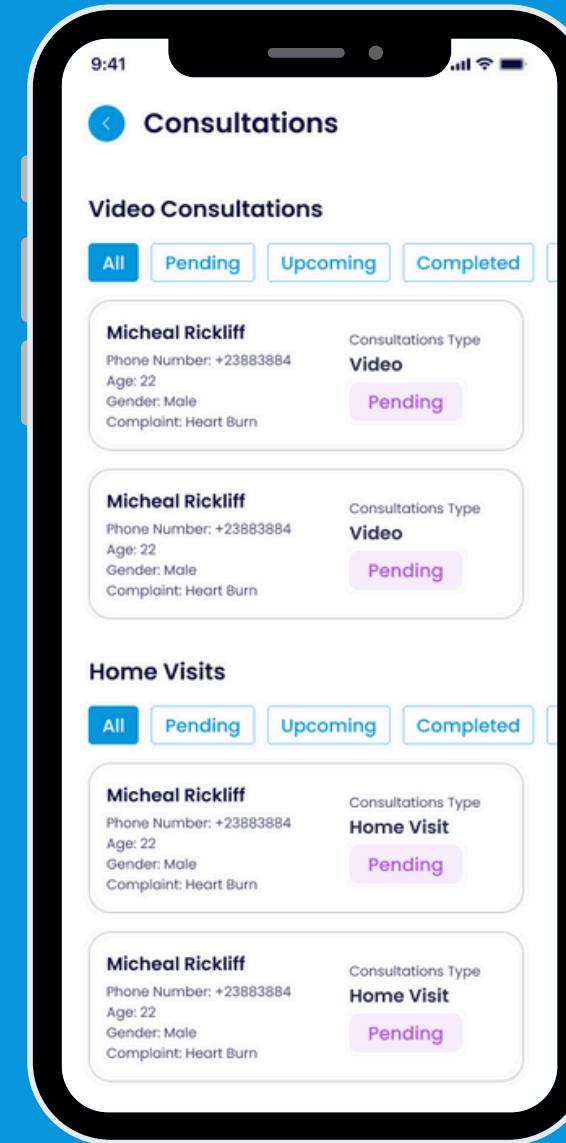 9:41
Consultations
Video Consultations
All Pending Upcoming Completed
Micheal Rickliff
Phone Number: +23883884
Age: 22
Gender: Male
Complaint: Heart Burn
Consultations Type
Video
Pending
Micheal Rickliff
Phone Number: +23883884
Age: 22
Gender: Male
Complaint: Heart Burn
Consultations Type
Video
Pending
Home Visits
All Pending Upcoming Completed
Micheal Rickliff
Phone Number: +23883884
Age: 22
Gender: Male
Complaint: Heart Burn
Consultations Type
Home Visit
Pending
Micheal Rickliff
Phone Number: +23883884
Age: 22
Gender: Male
Complaint: Heart Burn
Consultations Type
Home Visit
Pending